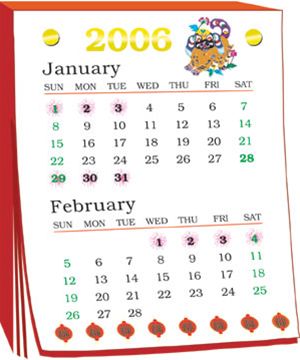 2006
January
SUN MON TUE WED THU FRI SAT
1 2 3 4 5 6 7
8 9 10 11 12 13 14
15 16 17 18 19 20 21
22 23 24 25 26 27 28
29 30 31
February
SUN MON TUE WED THU FRI SAT
1 2 3 4
5 6 7 8 9 10 11
12 13 14 15 16 17 18
19 20 21 22 23 24 25
26 27 28